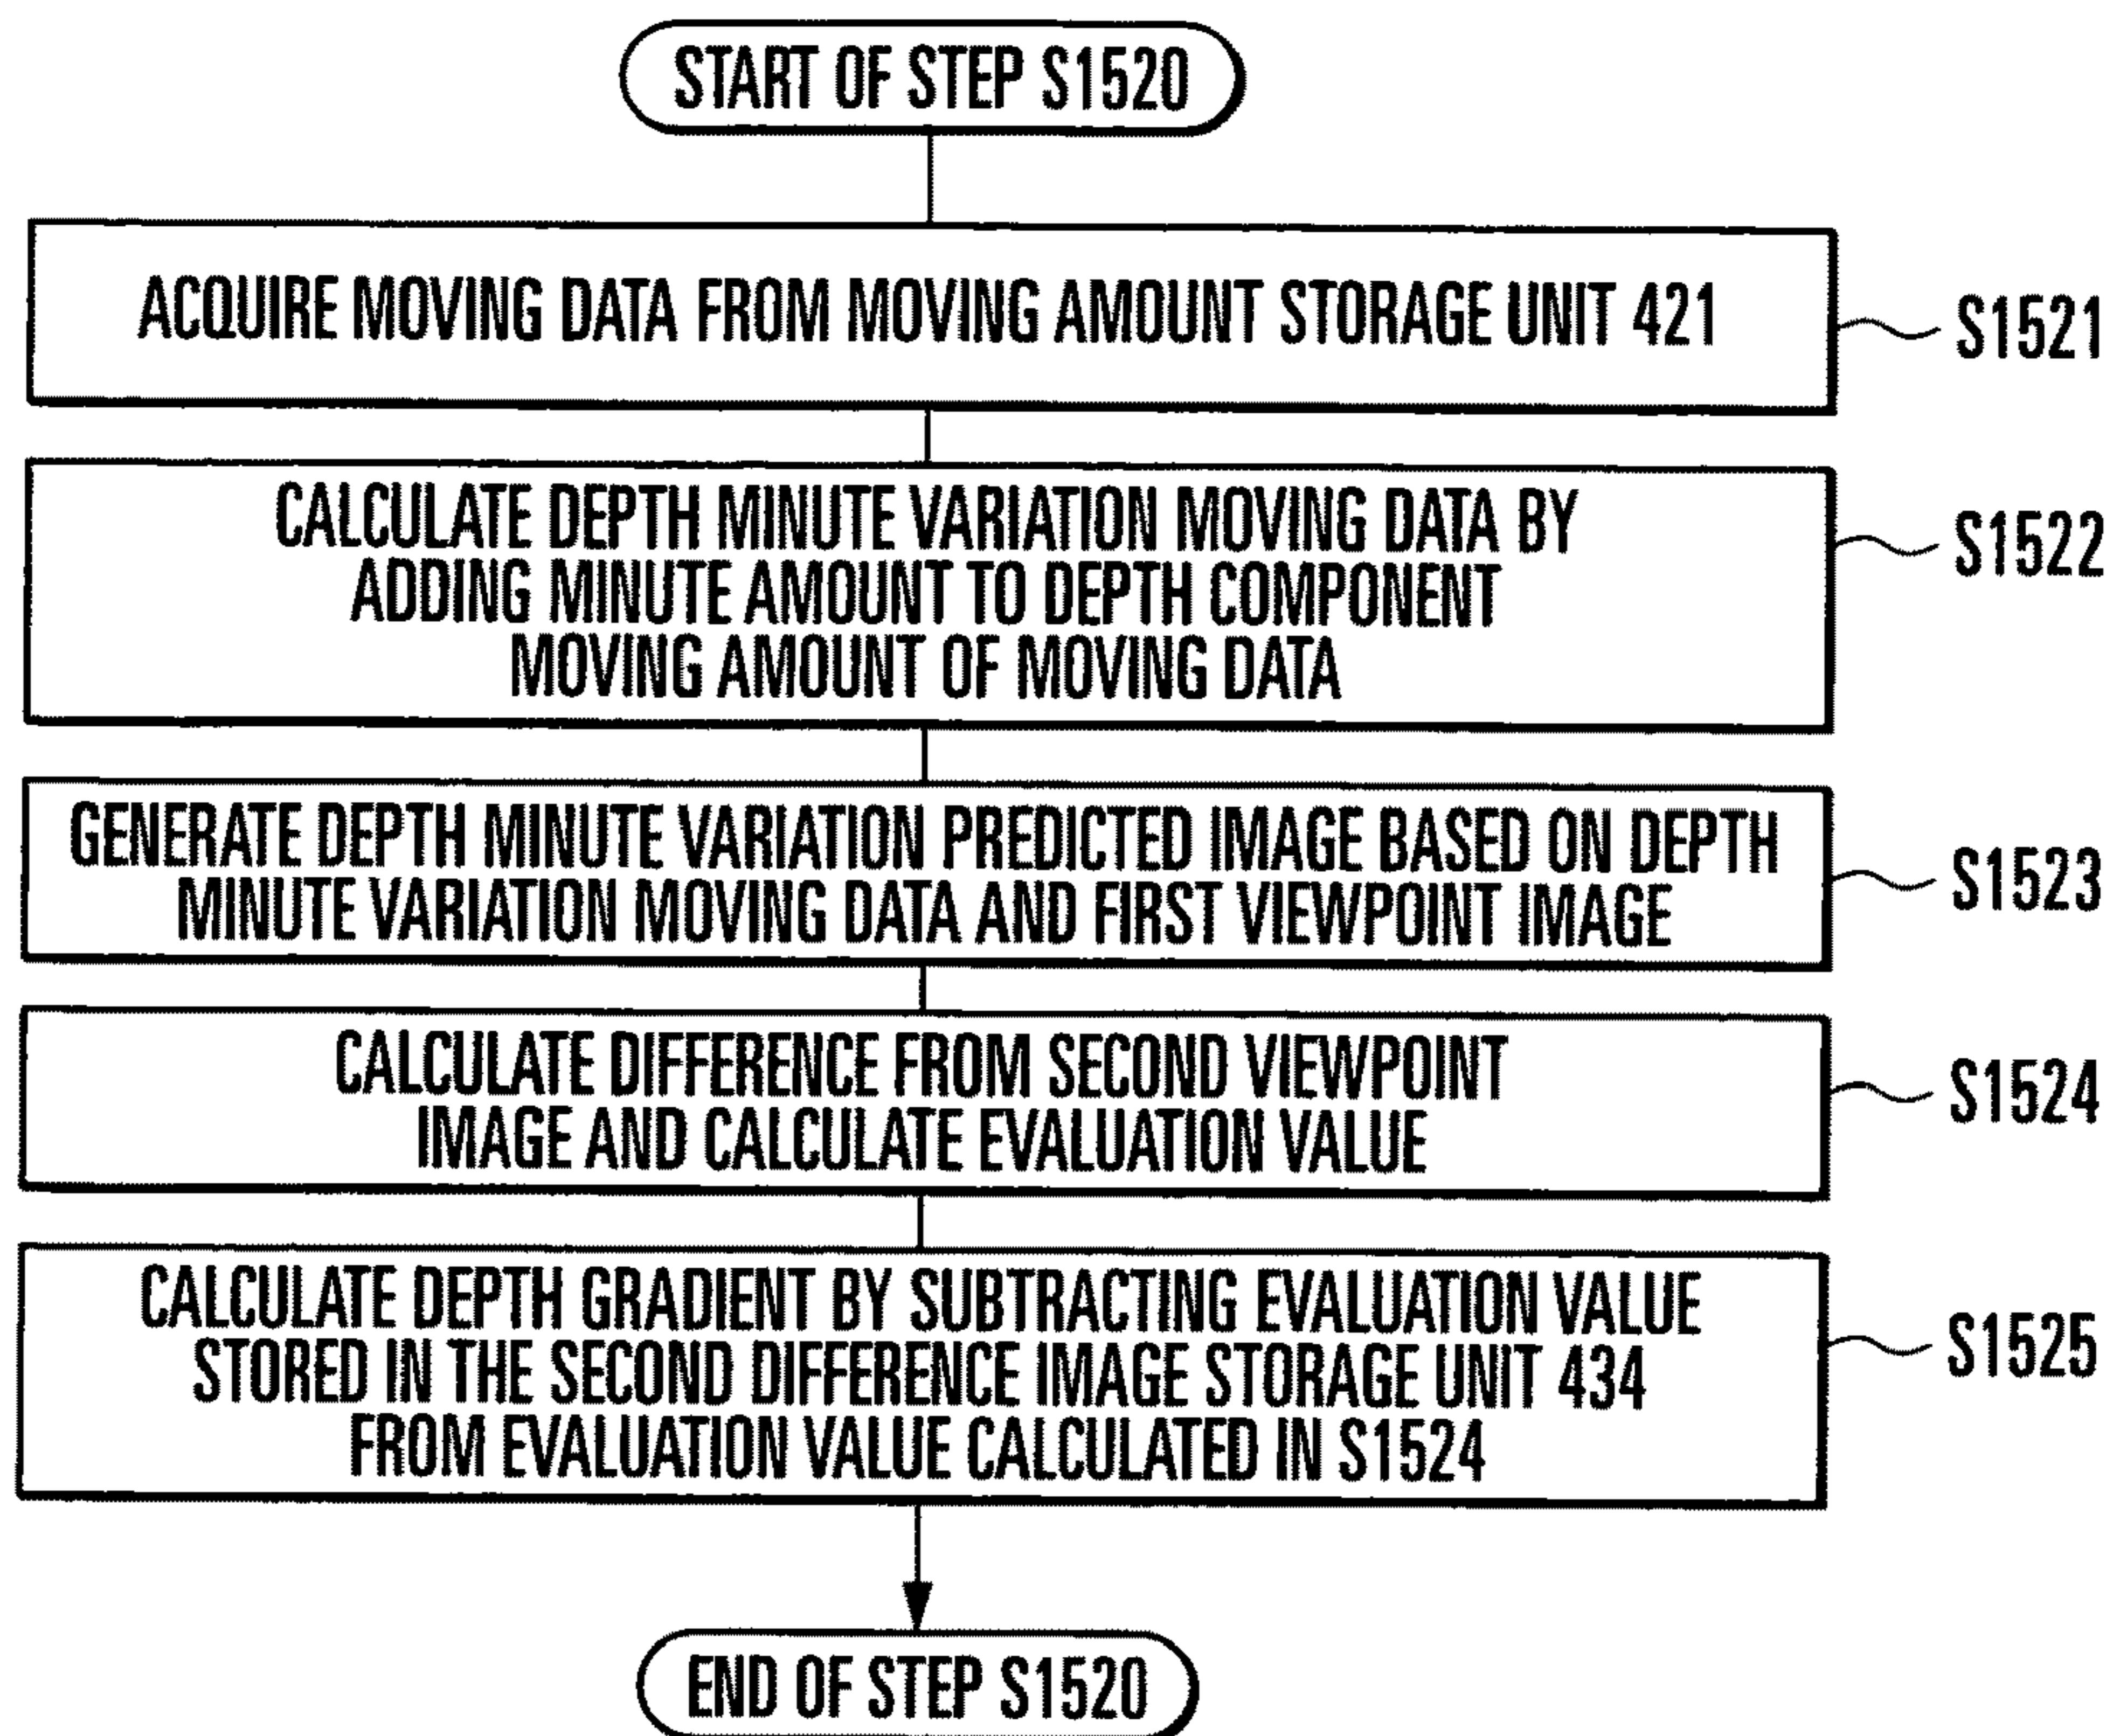 START OF STEP S1520
ACQUIRE MOVING DATA FROM MOVING AMOUNT STORAGE UNIT 421
S1521
CALCULATE DEPTH MINUTE VARIATION MOVING DATA BY
ADDING MINUTE AMOUNT TO DEPTH COMPONENT
MOVING AMOUNT OF MOVING DATA
S1522
GENERATE DEPTH MINUTE VARIATION PREDICTED IMAGE BASED ON DEPTH
MINUTE VARIATION MOVING DATA AND FIRST VIEWPOINT IMAGE
S1523
CALCULATE DIFFERENCE FROM SECOND VIEWPOINT
IMAGE AND CALCULATE EVALUATION VALUE
S1524
CALCULATE DEPTH GRADIENT BY SUBTRACTING EVALUATION VALUE
STORED IN THE SECOND DIFFERENCE IMAGE STORAGE UNIT 434
FROM EVALUATION VALUE CALCULATED IN S1524
S1525
END OF STEP S1520